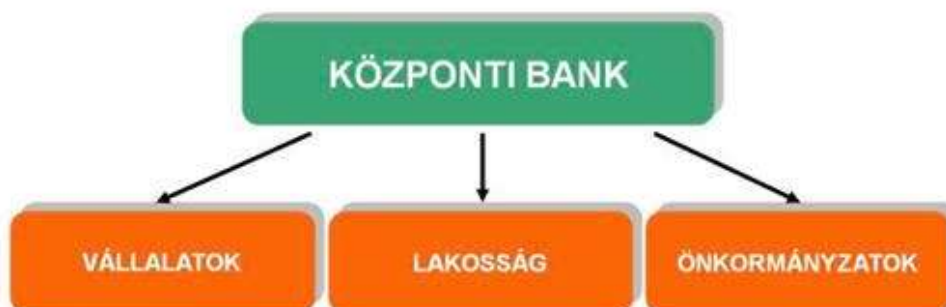 KÖZPONTI BANK
VÁLLALATOK
LAKOSSÁG
ÖNKORMÁNYZATOK